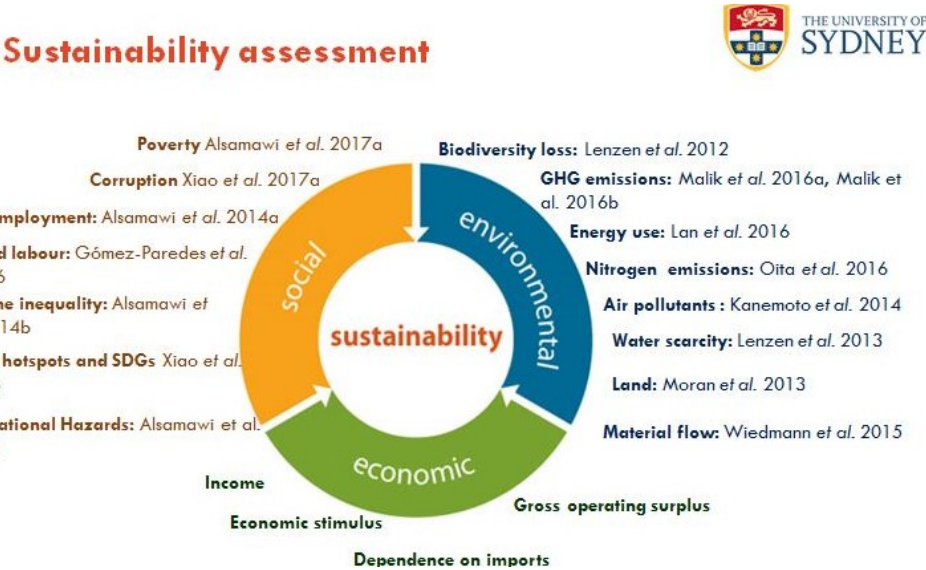 Sustainability assessment
THE UNIVERSITY OF
SYDNEY
Poverty Alsamawi et al. 2017a
Corruption Xiao et al. 2017a
mployment: Alsamawi et al. 2014a
d labour: Gómez-Paredes et al.
6
ne inequality: Alsamawi et
14b
hotspots and SDGs Xiao et al.
ational Hazards: Alsamawi et al.
Biodiversity loss: Lenzen et al. 2012
GHG emissions: Malik et al. 2016a, Malik et
al. 2016b
Energy use: Lan et al. 2016
Nitrogen emissions: Oita et al. 2016
Air pollutants : Kanemoto et al. 2014
Water scarcity: Lenzen et al. 2013
Land: Moran et al. 2013
Material flow: Wiedmann et al. 2015
social
environmental
sustainability
economic
Income
Economic stimulus
Gross operating surplus
Dependence on imports